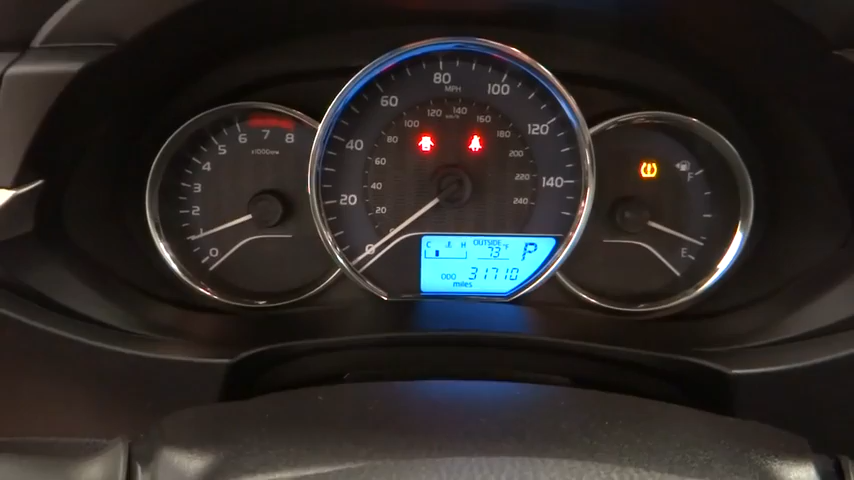 0 1 2 3 4 5 6 7 8
x1000r/min
0 20 40 60 80 100 120 140
MPH
20 40 60 80 100 120 140 160 180 200 220 240
km/h
F
E
C H
OUTSIDE
73°F
P
ODO 31710
miles